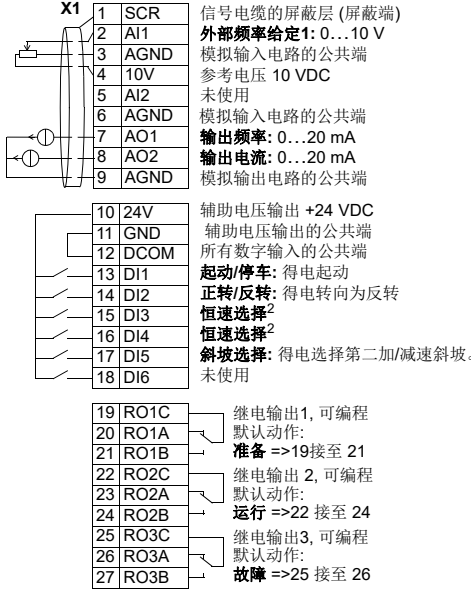 X1
1 SCR 信号电缆的屏蔽层 (屏蔽端)
2 AI1 外部频率给定1: 0…10 V
3 AGND 模拟输入电路的公共端
4 10V 参考电压 10 VDC
5 AI2 未使用
6 AGND 模拟输入电路的公共端
7 AO1 输出频率: 0…20 mA
8 AO2 输出电流: 0…20 mA
9 AGND 模拟输出电路的公共端
10 24V 辅助电压输出 +24 VDC
11 GND 辅助电压输出的公共端
12 DCOM 所有数字输入的公共端
13 DI1 起动/停车: 得电起动
14 DI2 正转/反转: 得电转向为反转
15 DI3 恒速选择2
16 DI4 恒速选择2
17 DI5 斜坡选择: 得电选择第二加/减速斜坡。
18 DI6 未使用
19 RO1C 继电输出1, 可编程
20 RO1A 默认动作:
21 RO1B 准备 =>19接至 21
22 RO2C 继电输出 2, 可编程
23 RO2A 默认动作:
24 RO2B 运行 =>22 接至 24
25 RO3C 继电输出3, 可编程
26 RO3A 默认动作:
27 RO3B 故障 =>25 接至 26